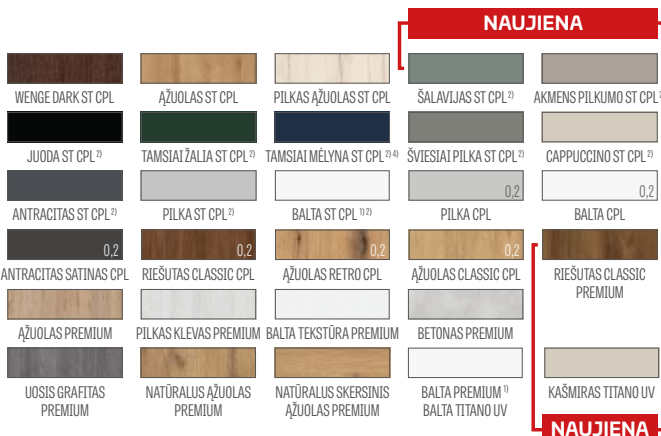 NAUJIENA
WENGE DARK ST CPL
ĄŽUOLAS ST CPL
PILKAS ĄŽUOLAS ST CPL
ŠALAVIJAS ST CPL 2)
AKMENS PILKUMO ST CPL 2
JUODA ST CPL 2)
TAMSIAI ŽALIA ST CPL 2)
TAMSIAI MĖLYNA ST CPL 2) 4)
ŠVIESIAI PILKA ST CPL 2)
CAPPUCCINO ST CPL 2)
0,2
0,2
ANTRACITAS ST CPL 2)
PILKA ST CPL 2)
BALTA ST CPL 1) 2)
PILKA CPL
BALTA CPL
0,2
0,2
0,2
0,2
ANTRACITAS SATINAS CPL
RIEŠUTAS CLASSIC CPL
ĄŽUOLAS RETRO CPL
ĄŽUOLAS CLASSIC CPL
RIEŠUTAS CLASSIC
PREMIUM
ĄŽUOLAS PREMIUM
PILKAS KLEVAS PREMIUM
BALTA TEKSTŪRA PREMIUM
BETONAS PREMIUM
UOSIS GRAFITAS
PREMIUM
NATŪRALUS ĄŽUOLAS
PREMIUM
NATŪRALUS SKERSINIS
ĄŽUOLAS PREMIUM
BALTA PREMIUM 1)
BALTA TITANO UV
KAŠMIRAS TITANO UV
NAUJIENA